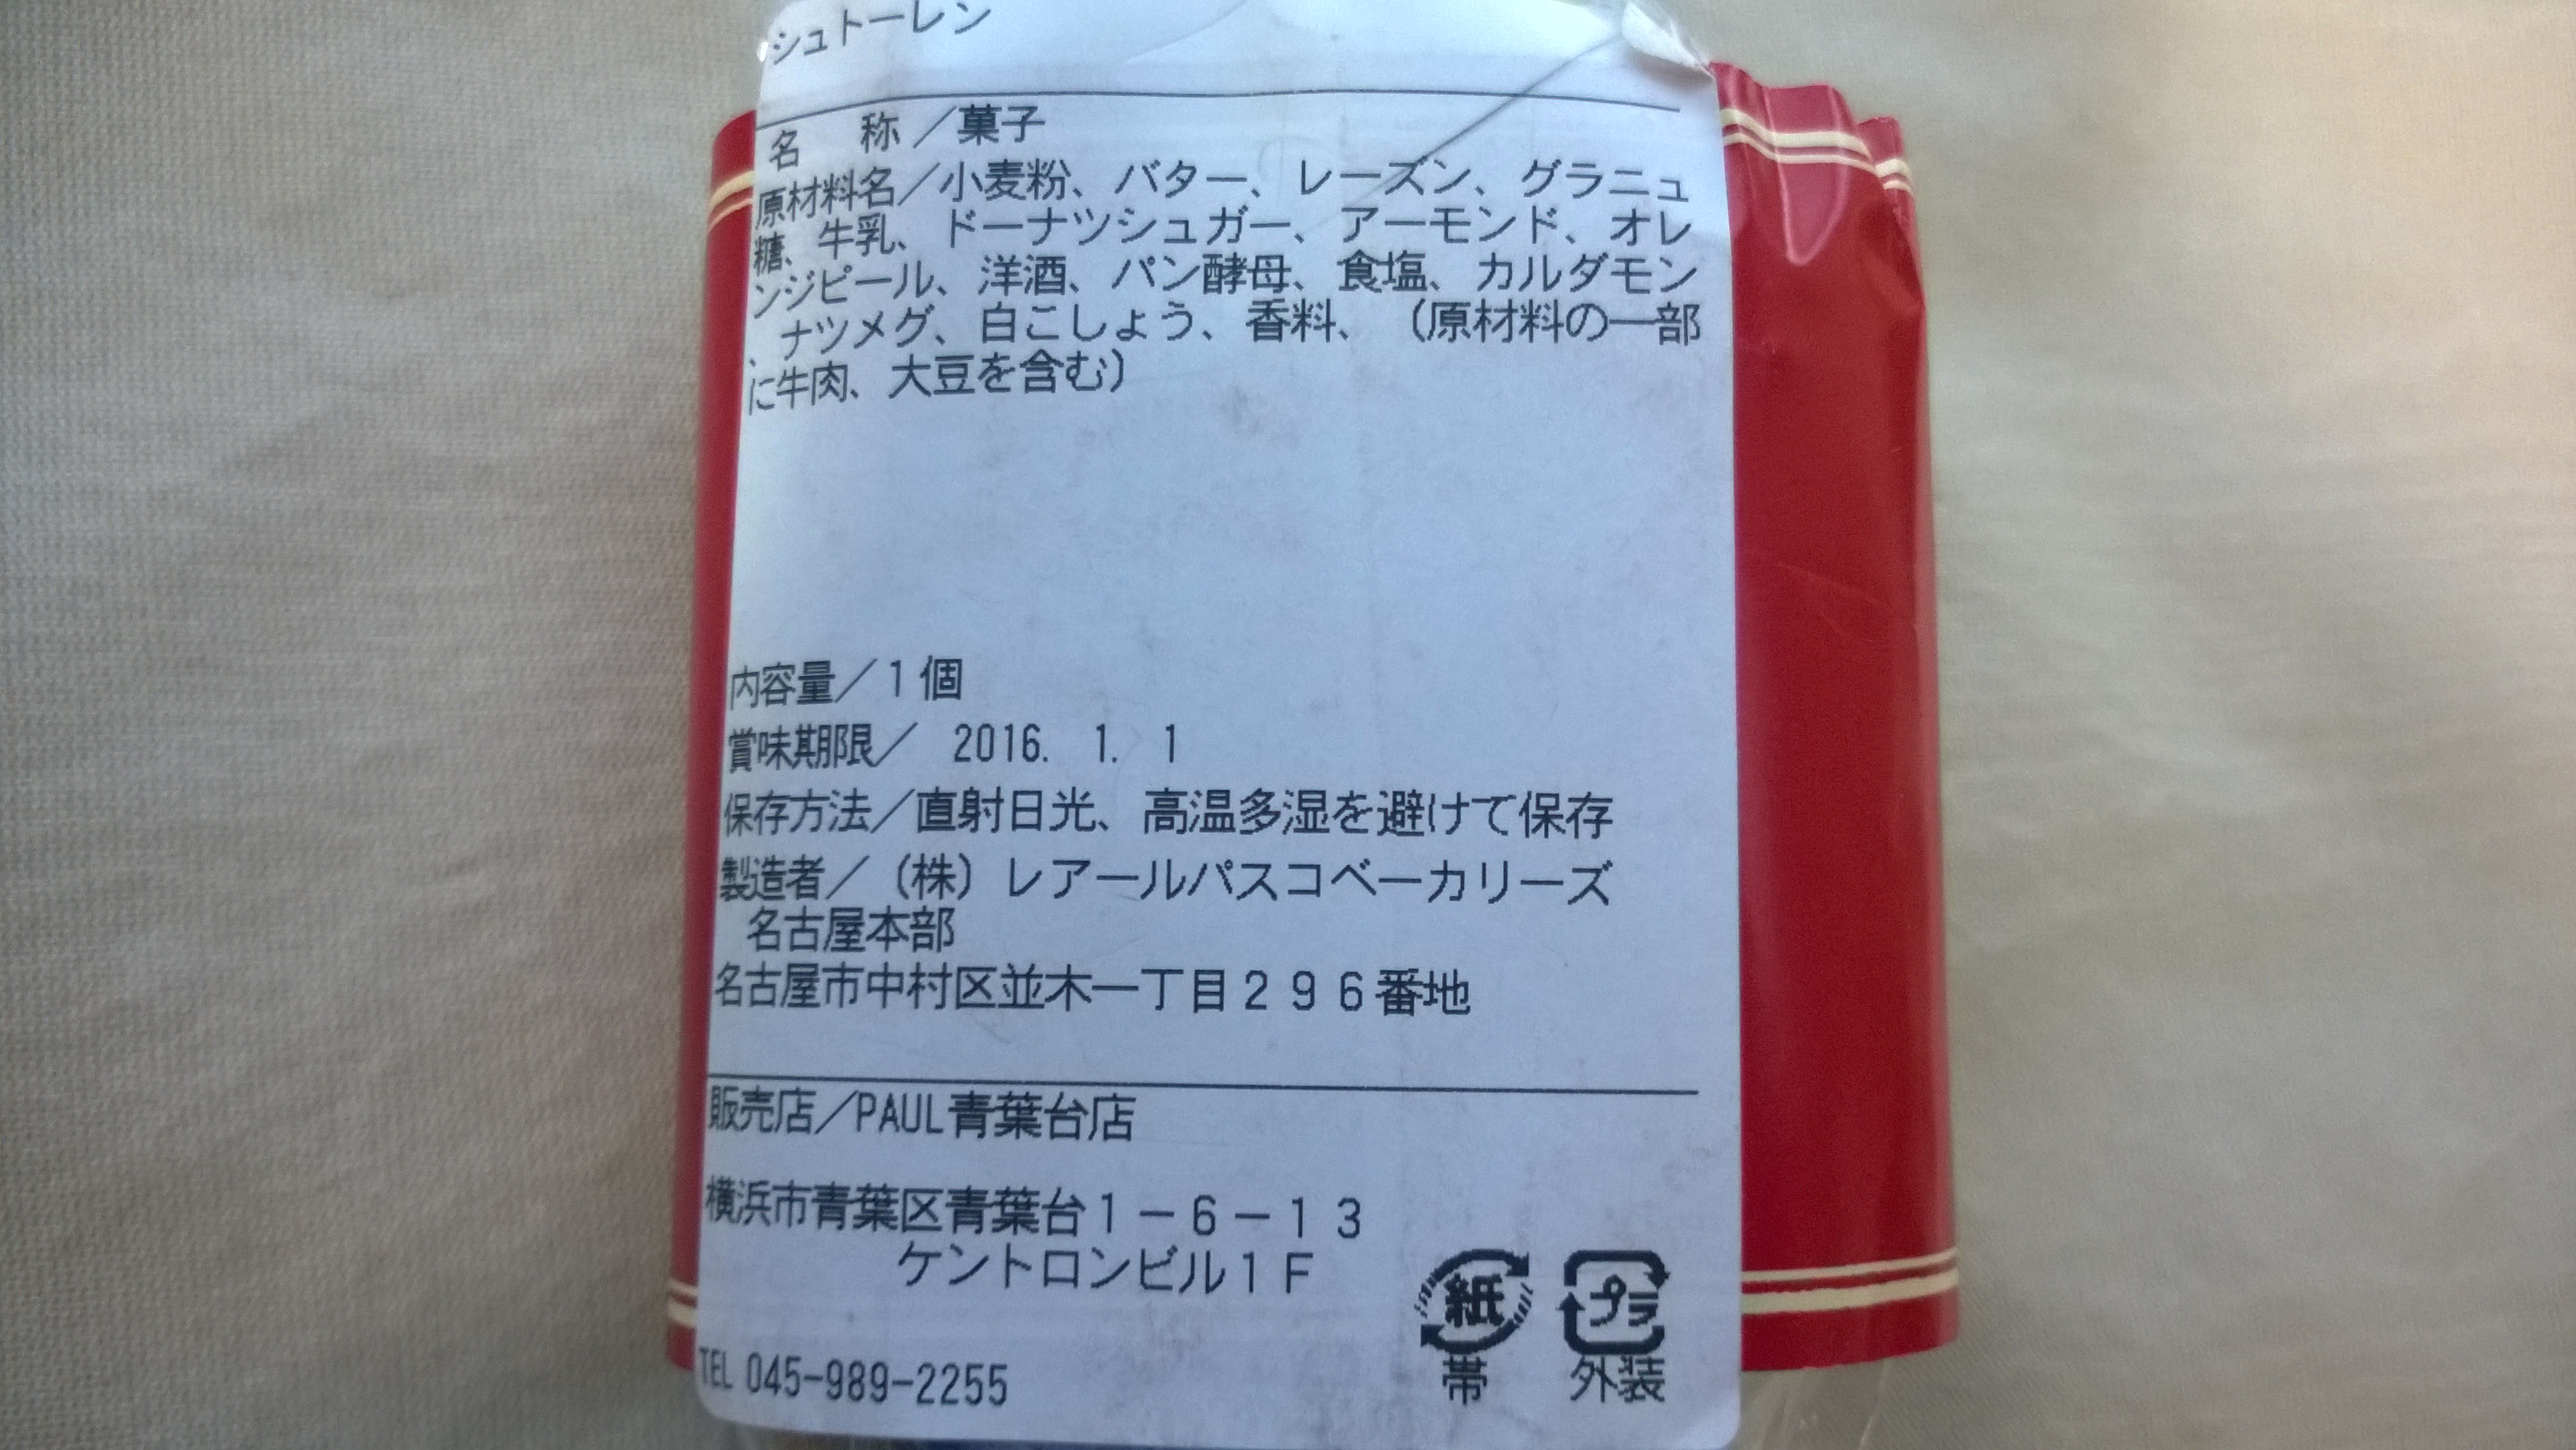 シュトーレン
名　称／菓子
原材料名／小麦粉、バター、レーズン、グラニュ
糖、牛乳、ドーナツシュガー、アーモンド、オレ
ンジピール、洋酒、パン酵母、食塩、カルダモン
、ナツメグ、白こしょう、香料、（原材料の一部
に牛肉、大豆を含む）
内容量／１個
賞味期限／　2016.　1.　1
保存方法／直射日光、高温多湿を避けて保存
製造者／（株）レアールパスコベーカリーズ
名古屋本部
名古屋市中村区並木一丁目２９６番地
販売店／PAUL青葉台店
横浜市青葉区青葉台１－６－１３
ケントロンビル１Ｆ
紙 プラ
帯 外装
TEL 045-989-2255